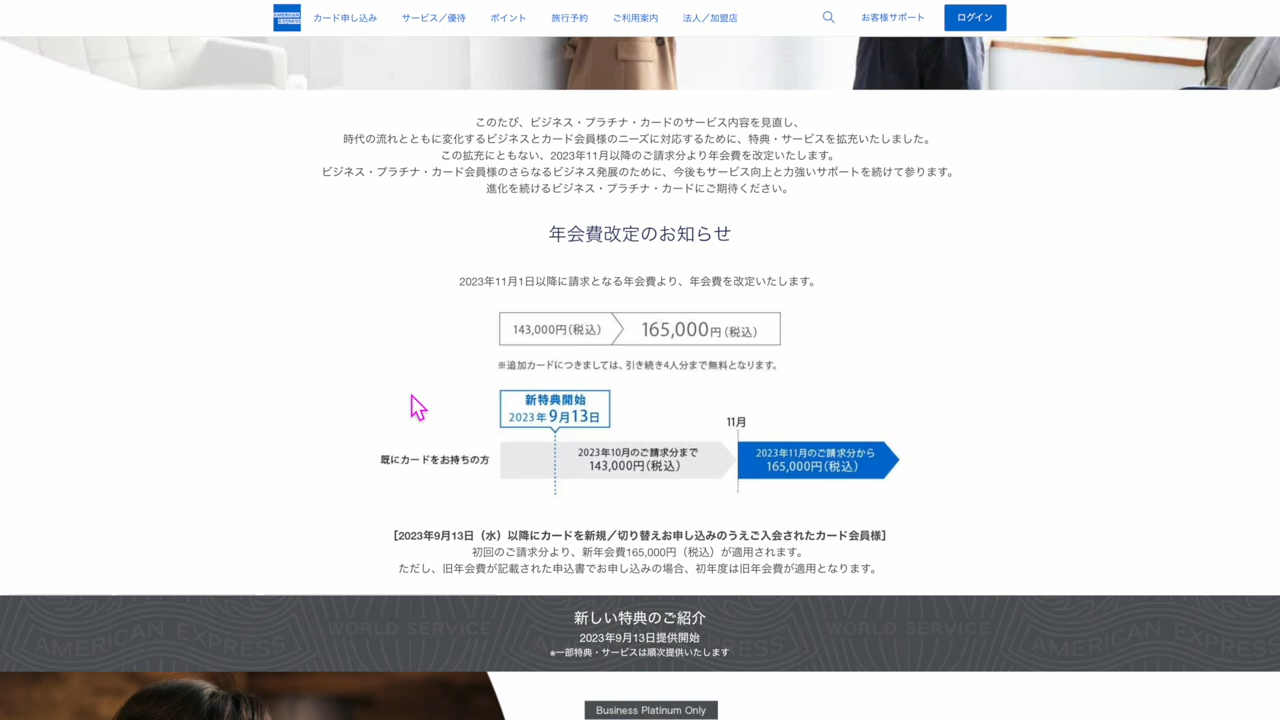 AMERICAN
EXPRESS
カード申し込み
サービス／優待
ポイント
旅行予約
ご利用案内
法人／加盟店
お客様サポート
ログイン
このたび、ビジネス・プラチナ・カードのサービス内容を見直し、
時代の流れとともに変化するビジネスとカード会員様のニーズに対応するために、特典・サービスを拡充いたしました。
この拡充にともない、2023年11月以降のご請求分より年会費を改定いたします。
ビジネス・プラチナ・カード会員様のさらなるビジネス発展のために、今後もサービス向上と力強いサポートを続けて参ります。
進化を続けるビジネス・プラチナ・カードにご期待ください。
年会費改定のお知らせ
2023年11月1日以降に請求となる年会費より、年会費を改定いたします。
143,000円（税込） 165,000円（税込）
※追加カードにつきましては、引き続き4人分まで無料となります。
新特典開始
2023年9月13日
11月
既にカードをお持ちの方
2023年10月のご請求分まで
143,000円（税込）
2023年11月のご請求分から
165,000円（税込）
［2023年9月13日（水）以降にカードを新規／切り替えお申し込みのうえご入会されたカード会員様］
初回のご請求分より、新年会費165,000円（税込）が適用されます。
ただし、旧年会費が記載された申込書でお申し込みの場合、初年度は旧年会費が適用となります。
AMERICAN EXPRESS
WORLD SERVICE
AMERICAN EXPRESS
WORLD SERVICE
AN EXPRESS
新しい特典のご紹介
2023年9月13日提供開始
※一部特典・サービスは順次提供いたします
Business Platinum Only